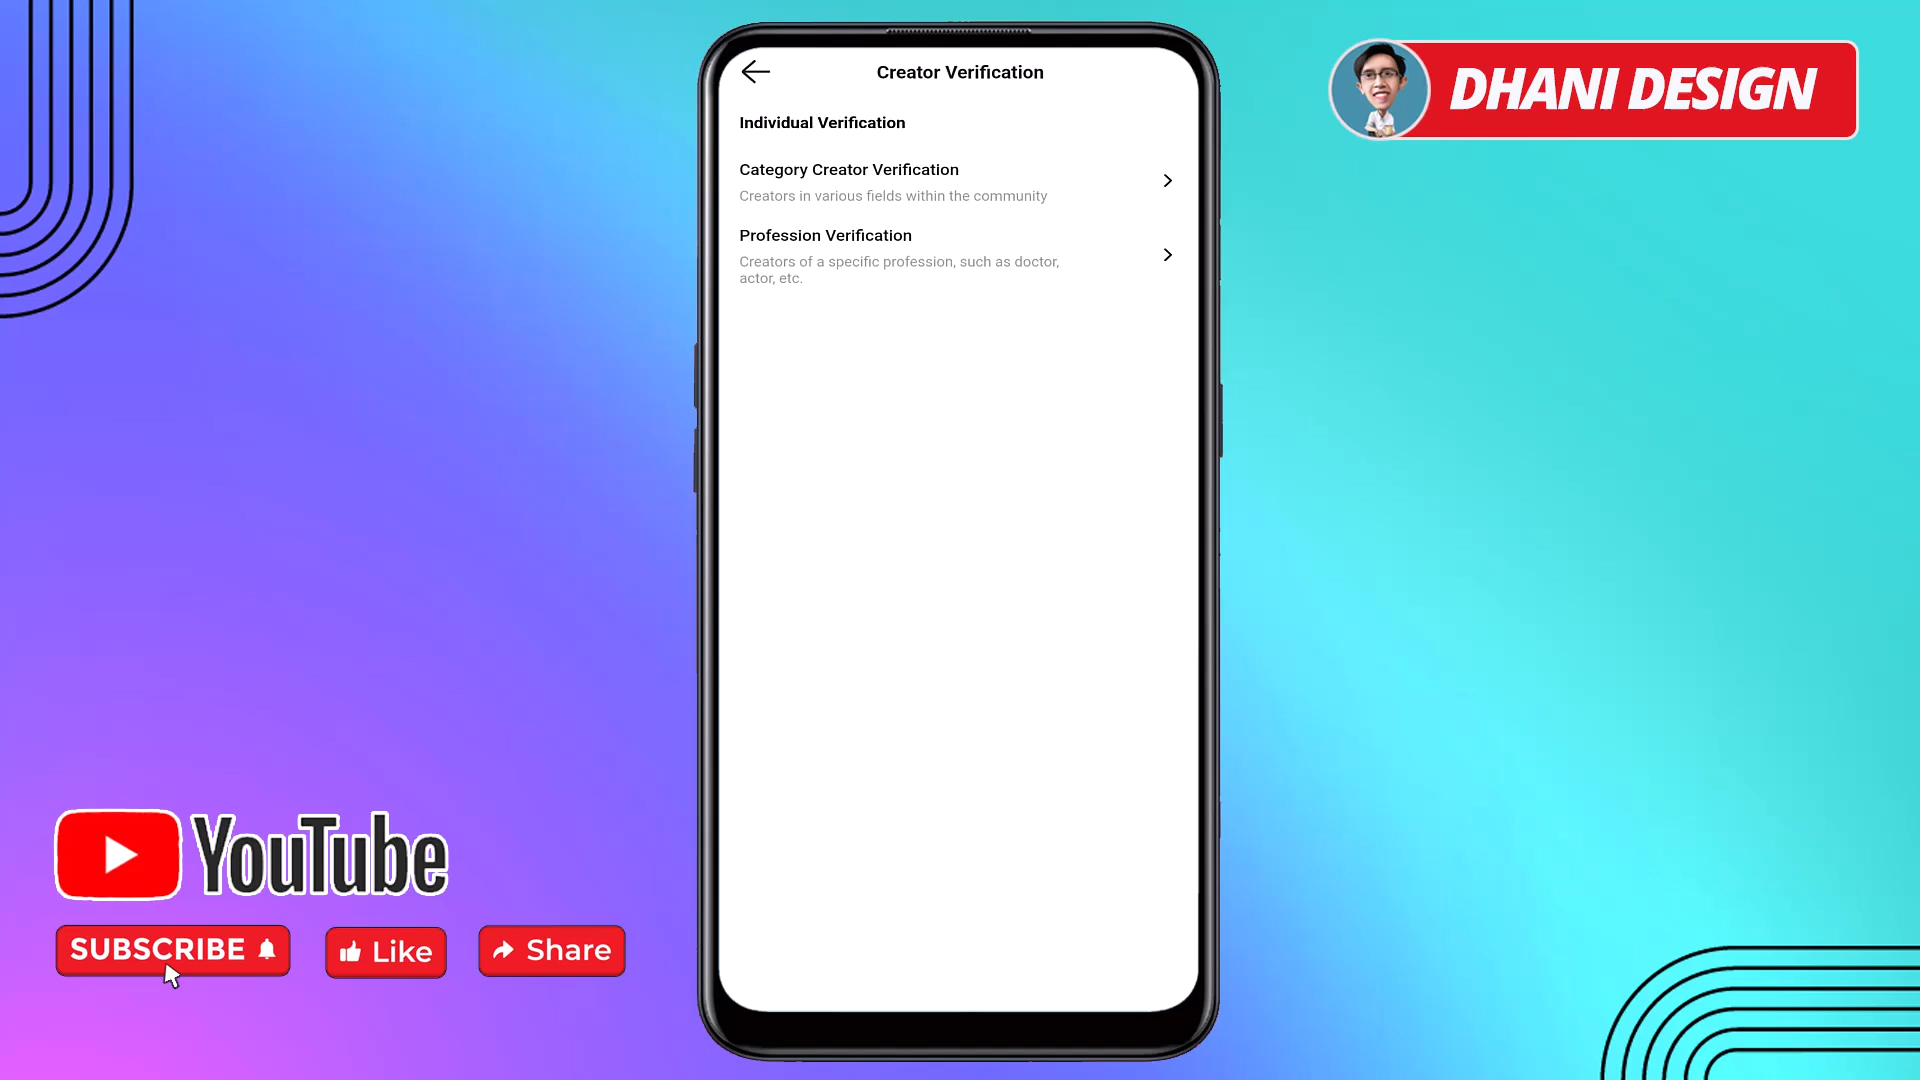 Creator Verification
Individual Verification
Category Creator Verification
Creators in various fields within the community
Profession Verification
Creators of a specific profession, such as doctor,
actor, etc.
DHANI DESIGN
YouTube
SUBSCRIBE
Like
Share